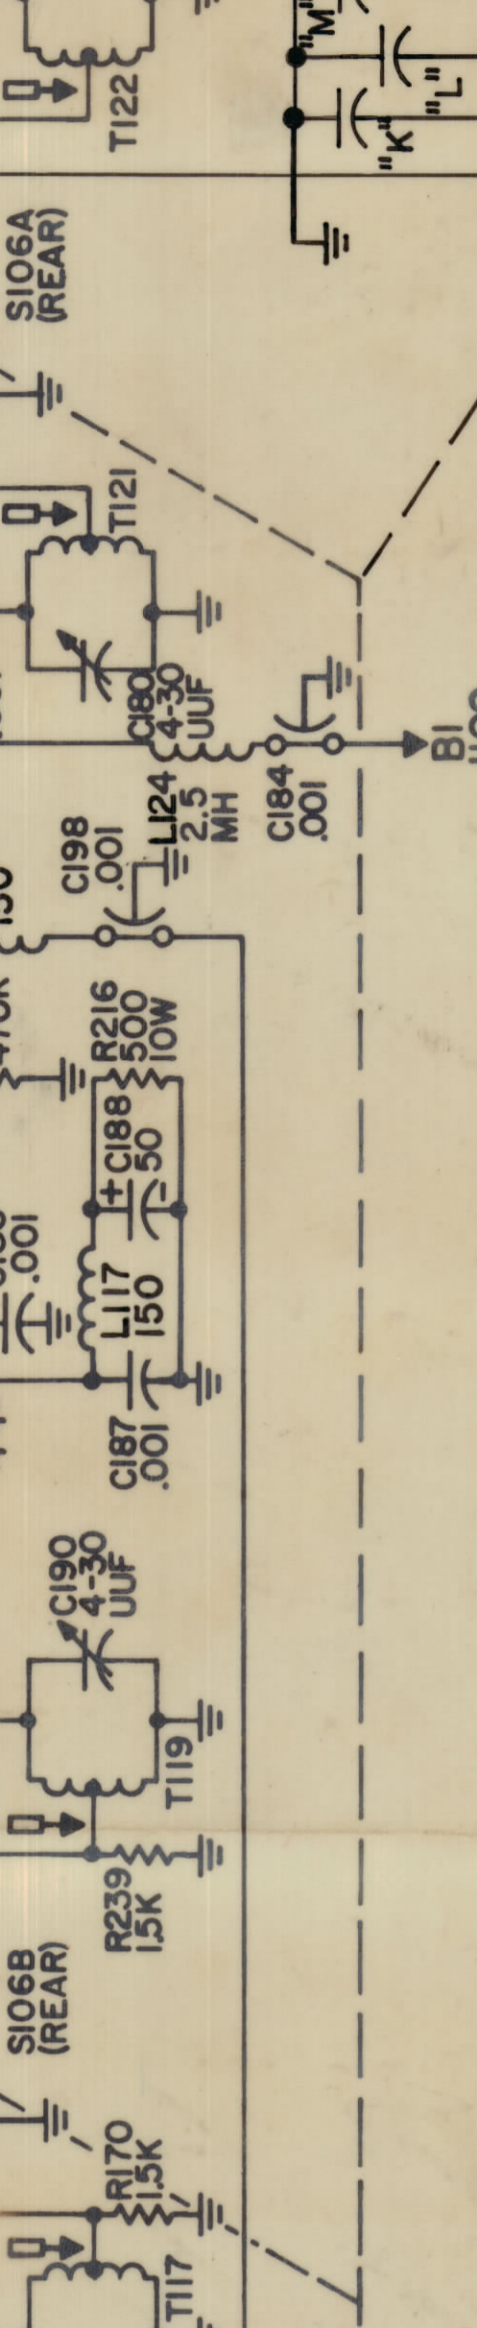 "M"
"L"
"K"
T122
S106A
(REAR)
T121
C180
4-30
UUF
L124
2.5
MH
C184
.001
B1
C198
.001
R216
500
10W
+C188
50
.001
L117
150
C187
.001
C190
4-30
UUF
T119
R239
1.5K
S106B
(REAR)
R170
1.5K
T117